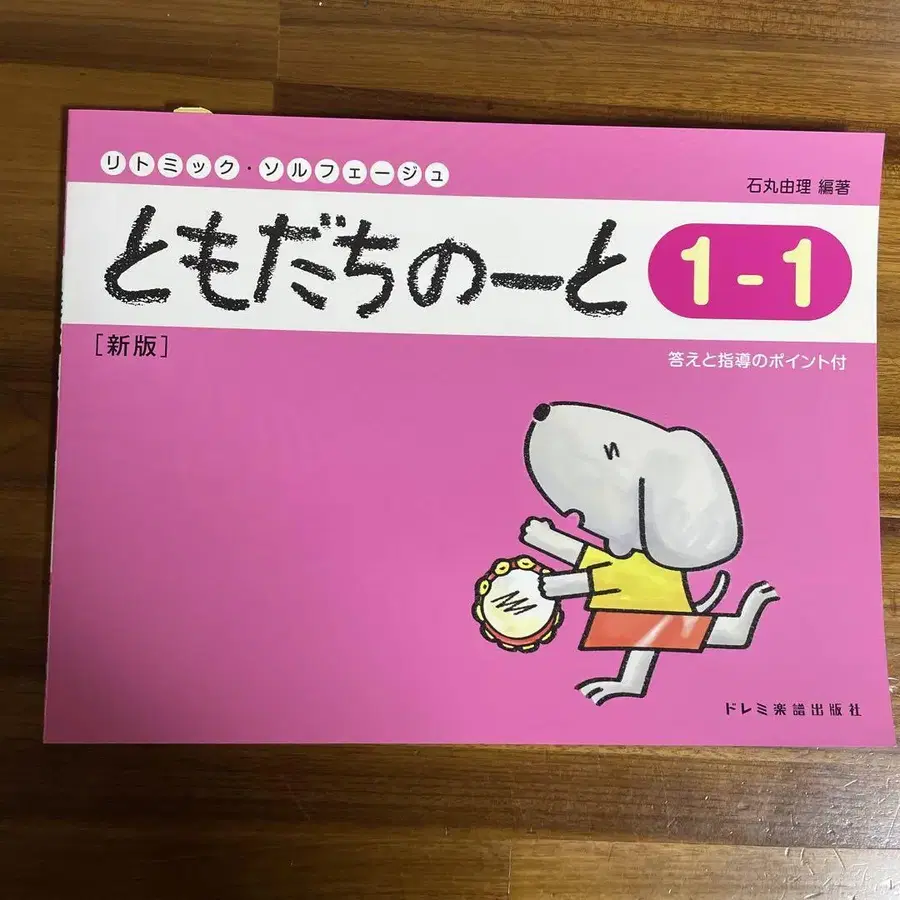 リトミック・ソルフェージュ
石丸由理 編著
ともだちのーと 1-1
[新版]
答えと指導のポイント付
ドレミ楽譜出版社